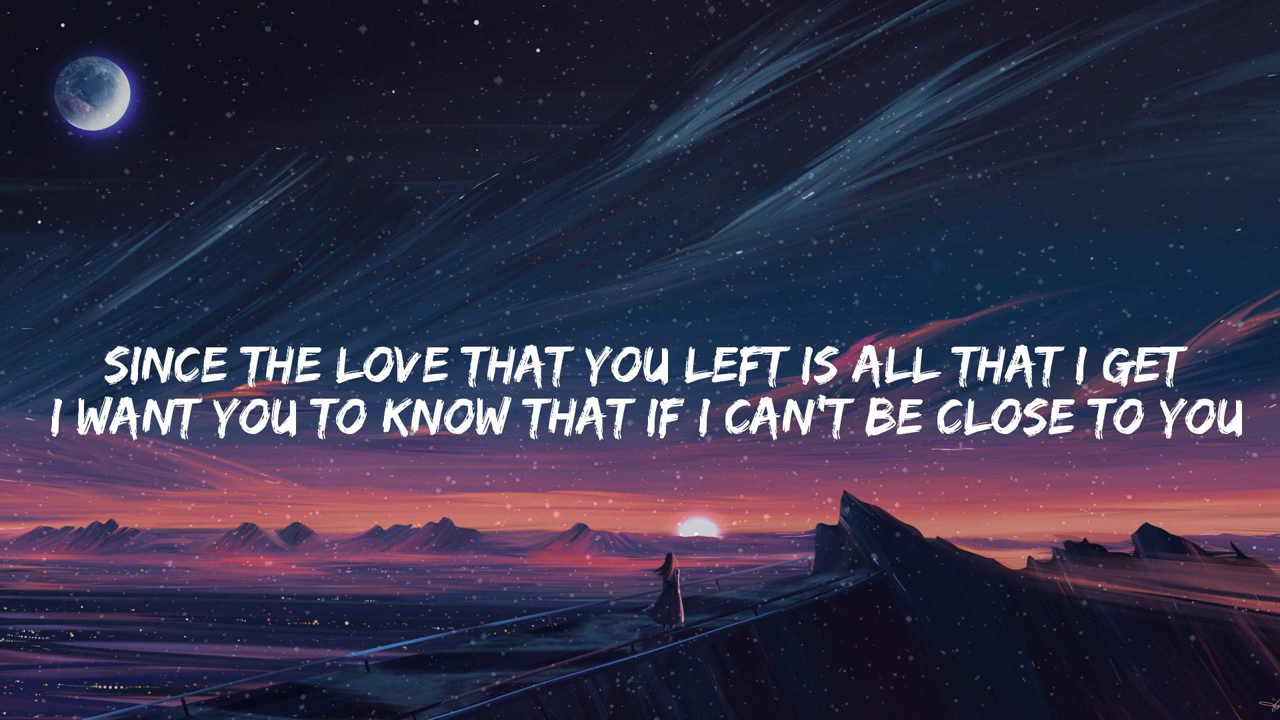 SINCE THE LOVE THAT YOU LEFT IS ALL THAT I GET
I WANT YOU TO KNOW THAT IF I CAN'T BE CLOSE TO YOU